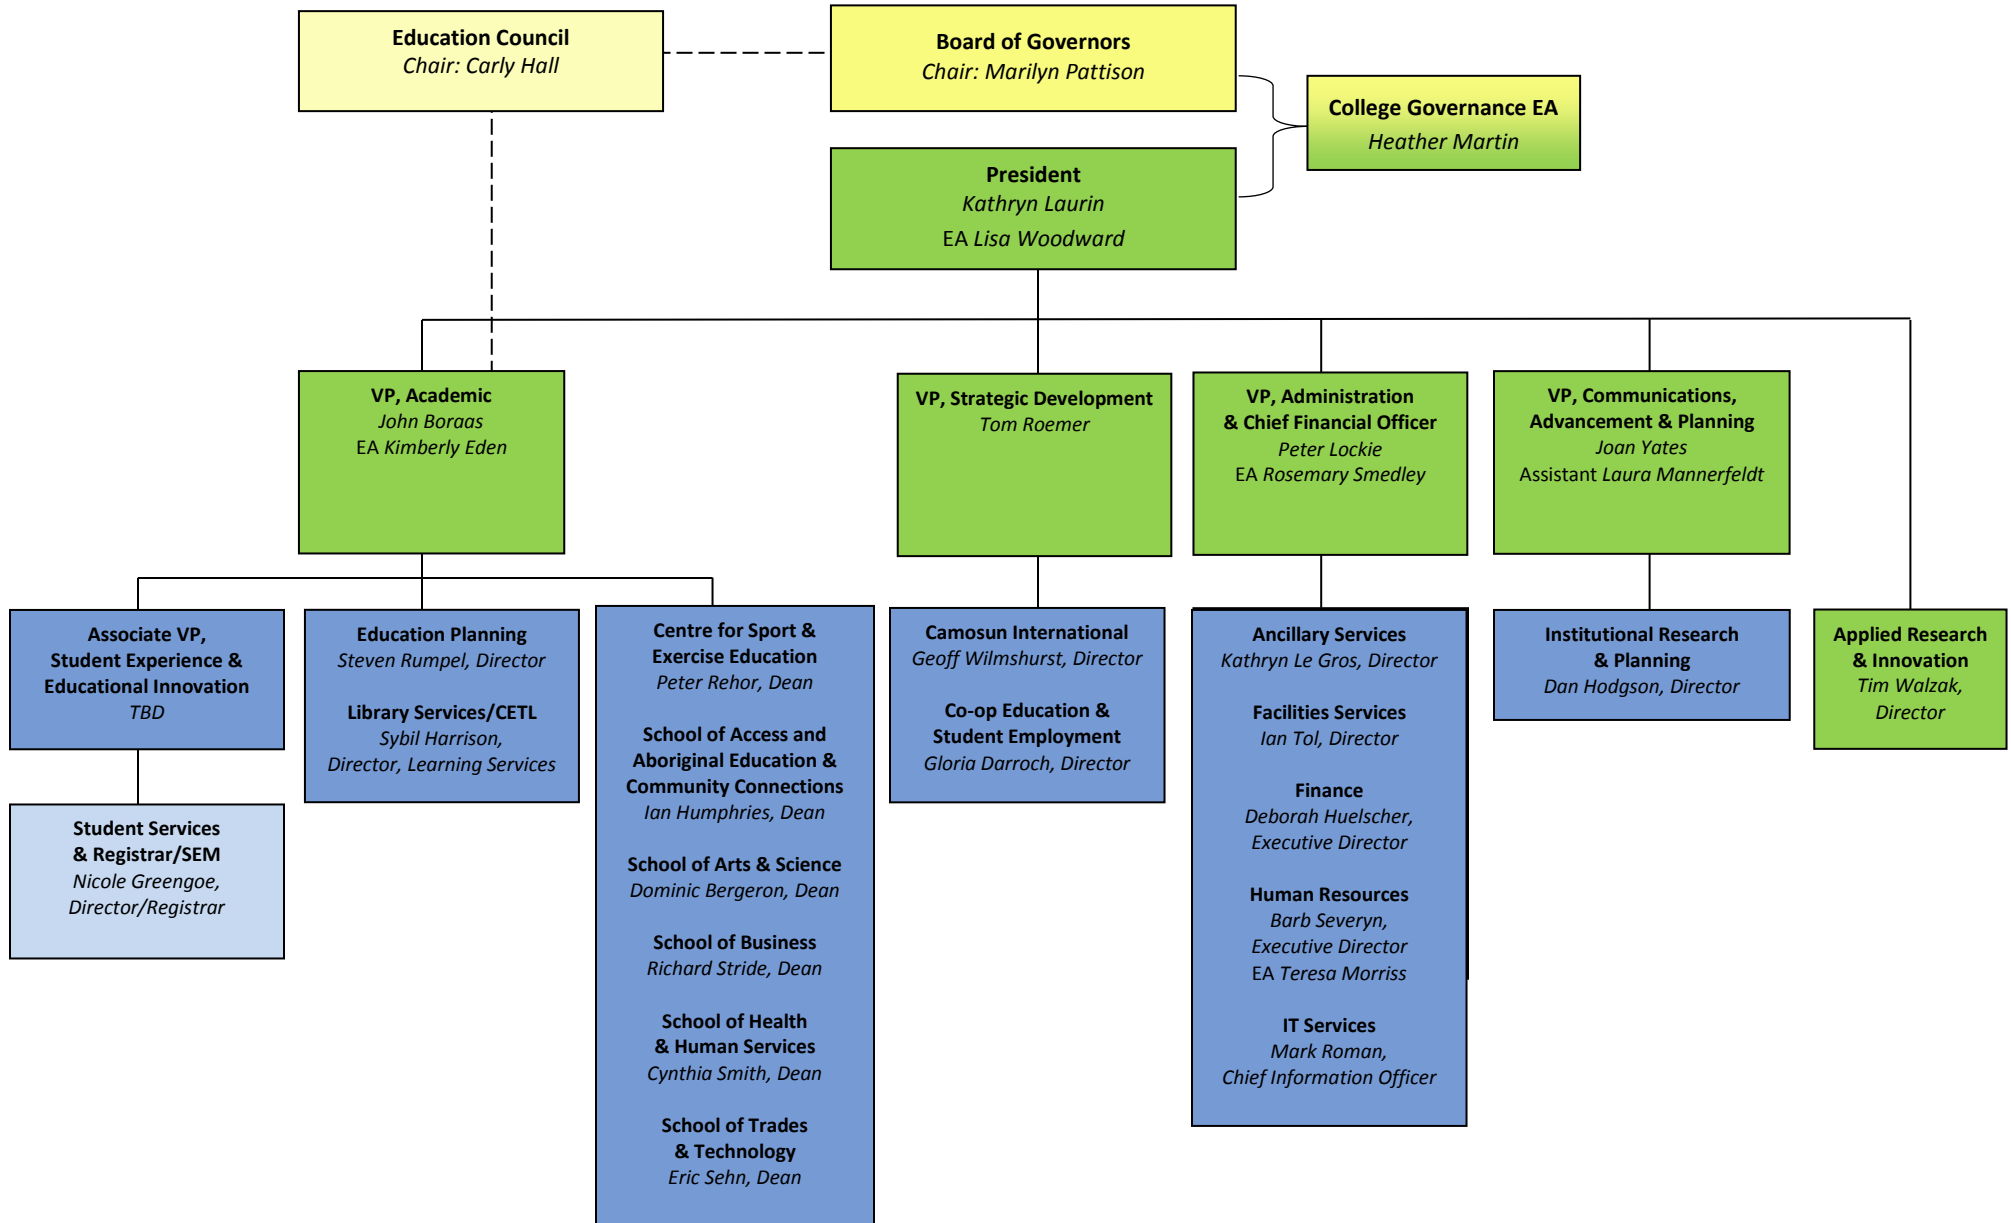 Education Council
Chair: Carly Hall
Board of Governors
Chair: Marilyn Pattison
College Governance EA
Heather Martin
President
Kathryn Laurin
EA Lisa Woodward
VP, Academic
John Boraas
EA Kimberly Eden
VP, Strategic Development
Tom Roemer
VP, Administration
& Chief Financial Officer
Peter Lockie
EA Rosemary Smedley
VP, Communications,
Advancement & Planning
Joan Yates
Assistant Laura Mannerfeldt
Associate VP,
Student Experience &
Educational Innovation
TBD
Student Services
& Registrar/SEM
Nicole Greengoe,
Director/Registrar
Education Planning
Steven Rumpel, Director
Library Services/CETL
Sybil Harrison,
Director, Learning Services
Centre for Sport &
Exercise Education
Peter Rehor, Dean
School of Access and
Aboriginal Education &
Community Connections
Ian Humphries, Dean
School of Arts & Science
Dominic Bergeron, Dean
School of Business
Richard Stride, Dean
School of Health
& Human Services
Cynthia Smith, Dean
School of Trades
& Technology
Eric Sehn, Dean
Camosun International
Geoff Wilmshurst, Director
Co-op Education &
Student Employment
Gloria Darroch, Director
Ancillary Services
Kathryn Le Gros, Director
Facilities Services
Ian Tol, Director
Finance
Deborah Huelscher,
Executive Director
Human Resources
Barb Severyn,
Executive Director
EA Teresa Morriss
IT Services
Mark Roman,
Chief Information Officer
Institutional Research
& Planning
Dan Hodgson, Director
Applied Research
& Innovation
Tim Walzak,
Director